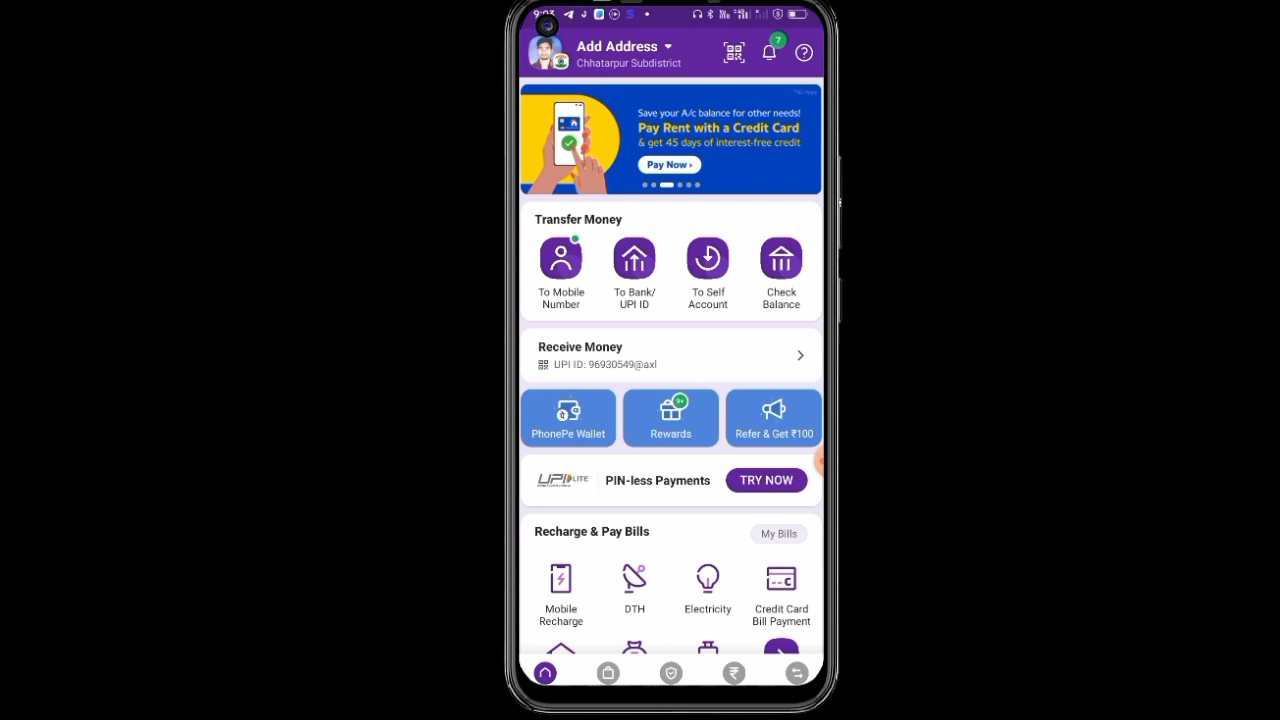 9:03
Add Address
Chhatarpur Subdistrict
7
Save your A/c balance for other needs!
Pay Rent with a Credit Card
& get 45 days of interest-free credit
Pay Now ›
Transfer Money
To Mobile Number
To Bank/ UPI ID
To Self Account
Check Balance
Receive Money
UPI ID: 96930549@axl
PhonePe Wallet
Rewards
Refer & Get ₹100
UPI LITE
PIN-less Payments
TRY NOW
Recharge & Pay Bills
My Bills
Mobile Recharge
DTH
Electricity
Credit Card Bill Payment